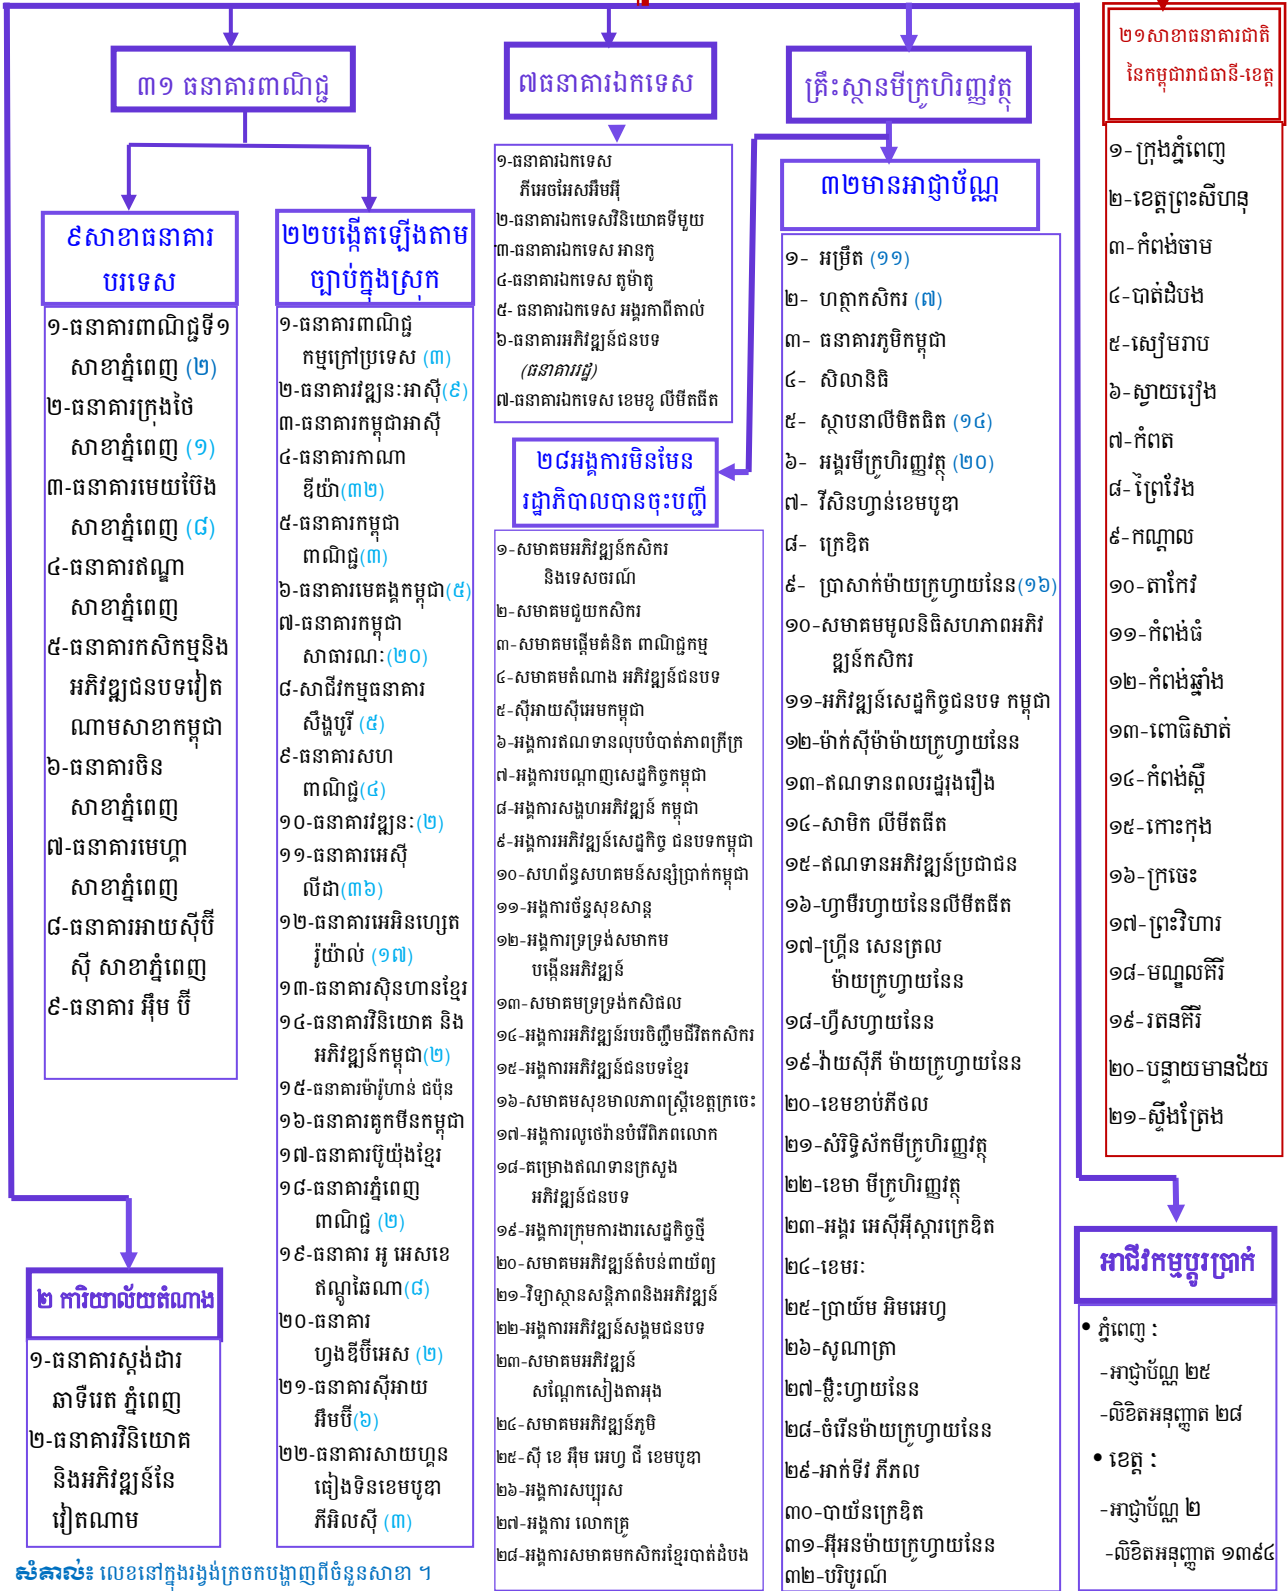 ៣១ ធនាគារពាណិជ្ជ
៩សាខាធនាគារ
បរទេស
១-ធនាគារពាណិជ្ជទី១
សាខាភ្នំពេញ (២)
២-ធនាគារក្រុងថៃ
សាខាភ្នំពេញ (១)
៣-ធនាគារមេយប៊ែង
សាខាភ្នំពេញ (៨)
៤-ធនាគារឥណ្ឌា
សាខាភ្នំពេញ
៥-ធនាគារកសិកម្មនិង
អភិវឌ្ឍជនបទវៀត
ណាមសាខាកម្ពុជា
៦-ធនាគារចិន
សាខាភ្នំពេញ
៧-ធនាគារមេហ្គា
សាខាភ្នំពេញ
៨-ធនាគារអាយស៊ីប៊ី
ស៊ី សាខាភ្នំពេញ
៩-ធនាគារ អ៊ឹម ប៊ី
២២បង្កើតឡើងតាម
ច្បាប់ក្នុងស្រុក
១-ធនាគារពាណិជ្ជ
កម្មក្រៅប្រទេស (៣)
២-ធនាគារវឌ្ឍនៈអាស៊ី(៩)
៣-ធនាគារកម្ពុជាអាស៊ី
៤-ធនាគារកាណា
ឌីយ៉ា(៣២)
៥-ធនាគារកម្ពុជា
ពាណិជ្ជ(៣)
៦-ធនាគារមេគង្គកម្ពុជា(៥)
៧-ធនាគារកម្ពុជា
សាធារណៈ(២០)
៨-សាជីវកម្មធនាគារ
សឹង្ហបូរី (៥)
៩-ធនាគារសហ
ពាណិជ្ជ(៤)
១០-ធនាគារវឌ្ឍនៈ(២)
១១-ធនាគារអេស៊ី
លីដា(៣៦)
១២-ធនាគារអេអិនហ្សេត
រ៉ូយ៉ាល់ (១៧)
១៣-ធនាគារស៊ិនហានខ្មែរ
១៤-ធនាគារវិនិយោគ និង
អភិវឌ្ឍន៍កម្ពុជា(២)
១៥-ធនាគារម៉ារ៉ូហាន់ ជប៉ុន
១៦-ធនាគារគូកមីនកម្ពុជា
១៧-ធនាគារប៊ូយ៉ុងខ្មែរ
១៨-ធនាគារភ្នំពេញ
ពាណិជ្ជ (២)
១៩-ធនាគារ អូ អេសខេ
ឥណ្ឌូឆៃណា(៨)
២០-ធនាគារ
ហ្វងឌីប៊ីអេស (២)
២១-ធនាគារស៊ីអាយ
អឹមប៊ី(៦)
២២-ធនាគារសាយហ្គន
ធៀងទិនខេមបូឌា
ភីអិលស៊ី (៣)
២ ការិយាល័យតំណាង
១-ធនាគារស្តង់ដារ
ឆាទឺរេត ភ្នំពេញ
២-ធនាគារវិនិយោគ
និងអភិវឌ្ឍន៍នៃ
វៀតណាម
៧ធនាគារឯកទេស
១-ធនាគារឯកទេស
ភីអេចអែសអឹមអ៊ី
២-ធនាគារឯកទេសវិនិយោគទីមួយ
៣-ធនាគារឯកទេស អានកូ
៤-ធនាគារឯកទេស តូម៉ាតូ
៥- ធនាគារឯកទេស អង្គរកាពីតាល់
៦-ធនាគារអភិវឌ្ឍន៍ជនបទ
(ធនាគាររដ្ឋ)
៧-ធនាគារឯកទេស ខេមខូ លីមីតធីត
២៨អង្គការមិនមែន
រដ្ឋាភិបាលបានចុះបញ្ជី
១-សមាគមអភិវឌ្ឍន៍កសិករ
និងទេសចរណ៍
២-សមាគមជួយកសិករ
៣-សមាគមផ្តើមគំនិត ពាណិជ្ជកម្ម
៤-សមាគមតំណាង អភិវឌ្ឍន៍ជនបទ
៥-ស៊ីអាយស៊ីអេមកម្ពុជា
៦-អង្គការឥណទានលុបបំបាត់ភាពក្រីក្រ
៧-អង្គការបណ្តាញសេដ្ឋកិច្ចកម្ពុជា
៨-អង្គការសង្គហអភិវឌ្ឍន៍ កម្ពុជា
៩-អង្គការអភិវឌ្ឍន៍សេដ្ឋកិច្ច ជនបទកម្ពុជា
១០-សហព័ន្ធសហគមន៍សន្សំប្រាក់កម្ពុជា
១១-អង្គការច័ន្ទសុខសាន្ត
១២-អង្គការទ្រទ្រង់សមាគម
បង្កើនអភិវឌ្ឍន៍
១៣-សមាគមទ្រទ្រង់កសិផល
១៤-អង្គការអភិវឌ្ឍន៍របរចិញ្ជឹមជីវិតកសិករ
១៥-អង្គការអភិវឌ្ឍន៍ជនបទខ្មែរ
១៦-សមាគមសុខមាលភាពស្ត្រីខេត្តក្រចេះ
១៧-អង្គការលូថេរ៉ានបំរើពិភពលោក
១៨-គម្រោងឥណទានក្រសួង
អភិវឌ្ឍន៍ជនបទ
១៩-អង្គការក្រុមការងារសេដ្ឋកិច្ចថ្មី
២០-សមាគមអភិវឌ្ឍន៍តំបន់ពាយ័ព្យ
២១-វិទ្យាស្ថានសន្តិភាពនិងអភិវឌ្ឍន៍
២២-អង្គការអភិវឌ្ឍន៍សង្គមជនបទ
២៣-សមាគមអភិវឌ្ឍន៍
សណ្តែកសៀងតាអុង
២៤-សមាគមអភិវឌ្ឍន៍ភូមិ
២៥-ស៊ី ខេ អ៊ឹម អេហ្វ ជី ខេមបូឌា
២៦-អង្គការសប្បុរស
២៧-អង្គការ លោកគ្រូ
២៨-អង្គការសមាគមកសិករខ្មែរបាត់ដំបង
គ្រឹះស្ថានមីក្រូហិរញ្ញវត្ថុ
៣២មានអាជ្ញាប័ណ្ណ
១- អម្រឹត (១១)
២- ហត្ថាកសិករ (៧)
៣- ធនាគារភូមិកម្ពុជា
៤- សិលានិធិ
៥- ស្ថាបនាលីមិតធិត (១៤)
៦- អង្គរមីក្រូហិរញ្ញវត្ថុ (២០)
៧- វីសិនហ្វាន់ខេមបូឌា
៨- ក្រេឌិត
៩- ប្រាសាក់ម៉ាយក្រូហ្វាយនែន(១៦)
១០-សមាគមមូលនិធិសហភាពអភិវ
ឌ្ឍន៍កសិករ
១១-អភិវឌ្ឍន៍សេដ្ឋកិច្ចជនបទ កម្ពុជា
១២-ម៉ាក់ស៊ីម៉ាម៉ាយក្រូហ្វាយនែន
១៣-ឥណទានពលរដ្ឋរុងរឿង
១៤-សាមិក លីមីតធីត
១៥-ឥណទានអភិវឌ្ឍន៍ប្រជាជន
១៦-ហ្វាមឺរហ្វាយនែនលីមីតធីត
១៧-ហ្គ្រីន សេនត្រល
ម៉ាយក្រូហ្វាយនែន
១៨-ហ្វឺសហ្វាយនែន
១៩-វ៉ាយស៊ីភី ម៉ាយក្រូហ្វាយនែន
២០-ខេមខាប់ភីថល
២១-សំរិទ្ធិស័កមីក្រូហិរញ្ញវត្ថុ
២២-ខេមា មីក្រូហិរញ្ញវត្ថុ
២៣-អង្គរ អេស៊ីអ៊ីស្តារក្រេឌិត
២៤-ខេមរៈ
២៥-ប្រាយ៍ម អិមអេហ្វ
២៦-សូណាត្រា
២៧-ម្ល៉ិះហ្វាយនែន
២៨-ចំរើនម៉ាយក្រូហ្វាយនែន
២៩-អាក់ទីវ ភីភល
៣០-បាយ័នក្រេឌិត
៣១-អ៊ីអនម៉ាយក្រូហ្វាយនែន
៣២-បរិបូរណ៍
២១សាខាធនាគារជាតិ
នៃកម្ពុជារាជធានី-ខេត្ត
១-ក្រុងភ្នំពេញ
២-ខេត្តព្រះសីហនុ
៣-កំពង់ចាម
៤-បាត់ដំបង
៥-សៀមរាប
៦-ស្វាយរៀង
៧-កំពត
៨-ព្រៃវែង
៩-កណ្តាល
១០-តាកែវ
១១-កំពង់ធំ
១២-កំពង់ឆ្នាំង
១៣-ពោធិសាត់
១៤-កំពង់ស្ពឺ
១៥-កោះកុង
១៦-ក្រចេះ
១៧-ព្រះវិហារ
១៨-មណ្ឌលគិរី
១៩-រតនគីរី
២០-បន្ទាយមានជ័យ
២១-ស្ទឹងត្រែង
អាជីវកម្មប្តូរប្រាក់
• ភ្នំពេញ :
-អាជ្ញាប័ណ្ណ ២៥
-លិខិតអនុញ្ញាត ២៨
• ខេត្ត :
-អាជ្ញាប័ណ្ណ ២
-លិខិតអនុញ្ញាត ១៣៩៤
សំគាល់៖ លេខនៅក្នុងរង្វង់ក្រចកបង្ហាញពីចំនួនសាខា ។